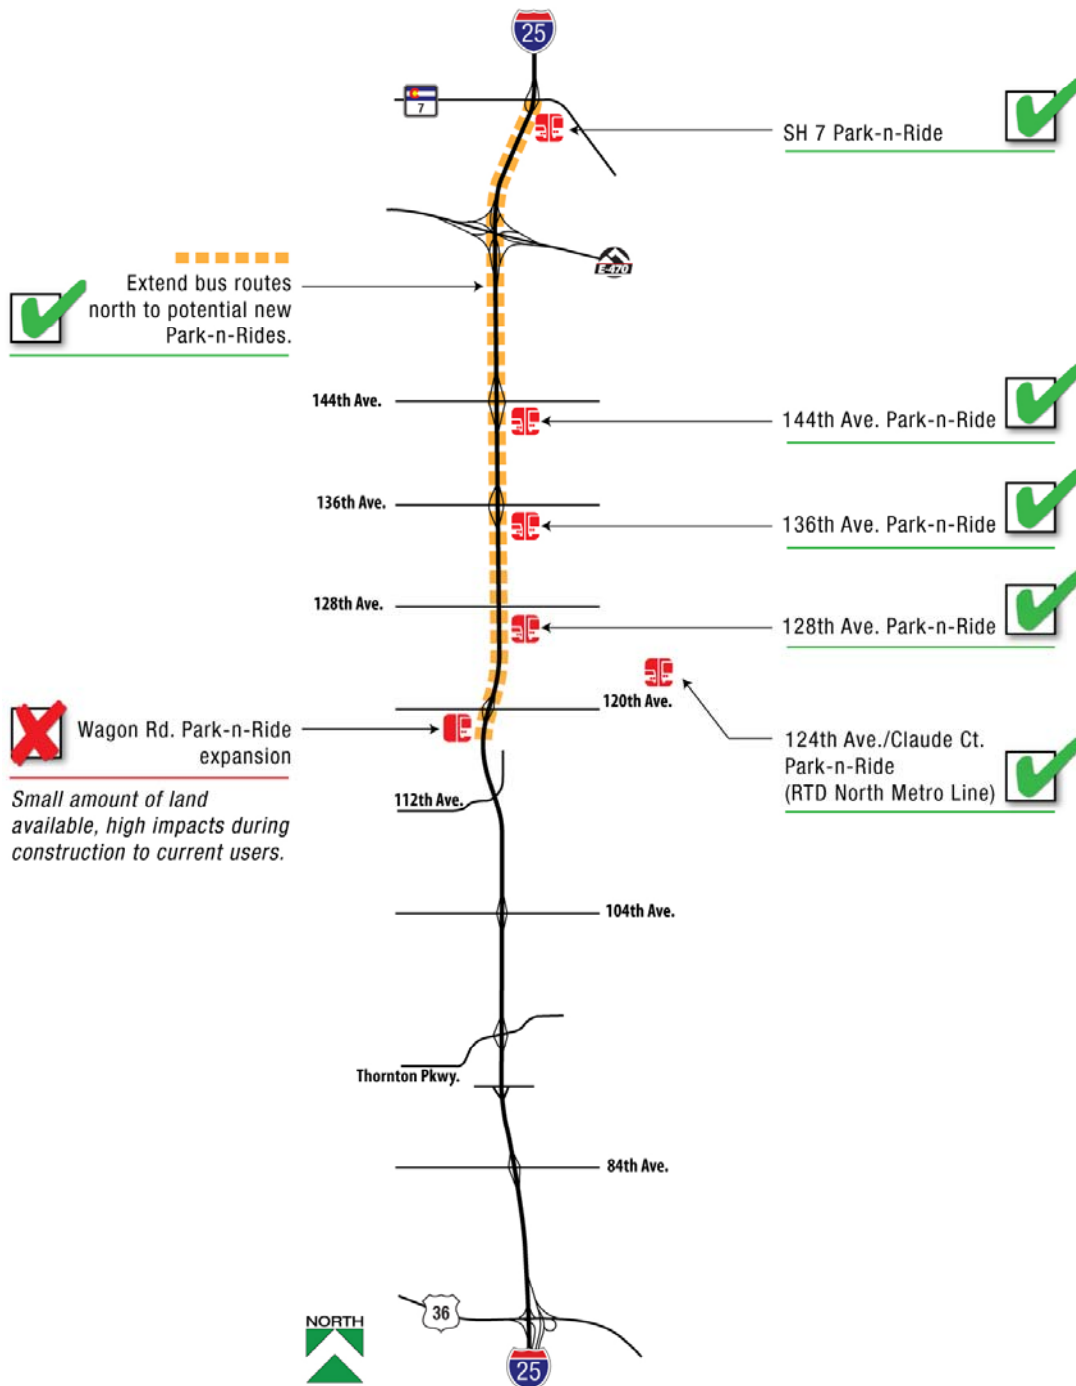 25
7
SH 7 Park-n-Ride
E-470
Extend bus routes
north to potential new
Park-n-Rides.
144th Ave.
144th Ave. Park-n-Ride
136th Ave.
136th Ave. Park-n-Ride
128th Ave.
128th Ave. Park-n-Ride
120th Ave.
Wagon Rd. Park-n-Ride
expansion
124th Ave./Claude Ct.
Park-n-Ride
(RTD North Metro Line)
Small amount of land
available, high impacts during
construction to current users.
112th Ave.
104th Ave.
Thornton Pkwy.
84th Ave.
36
NORTH
25